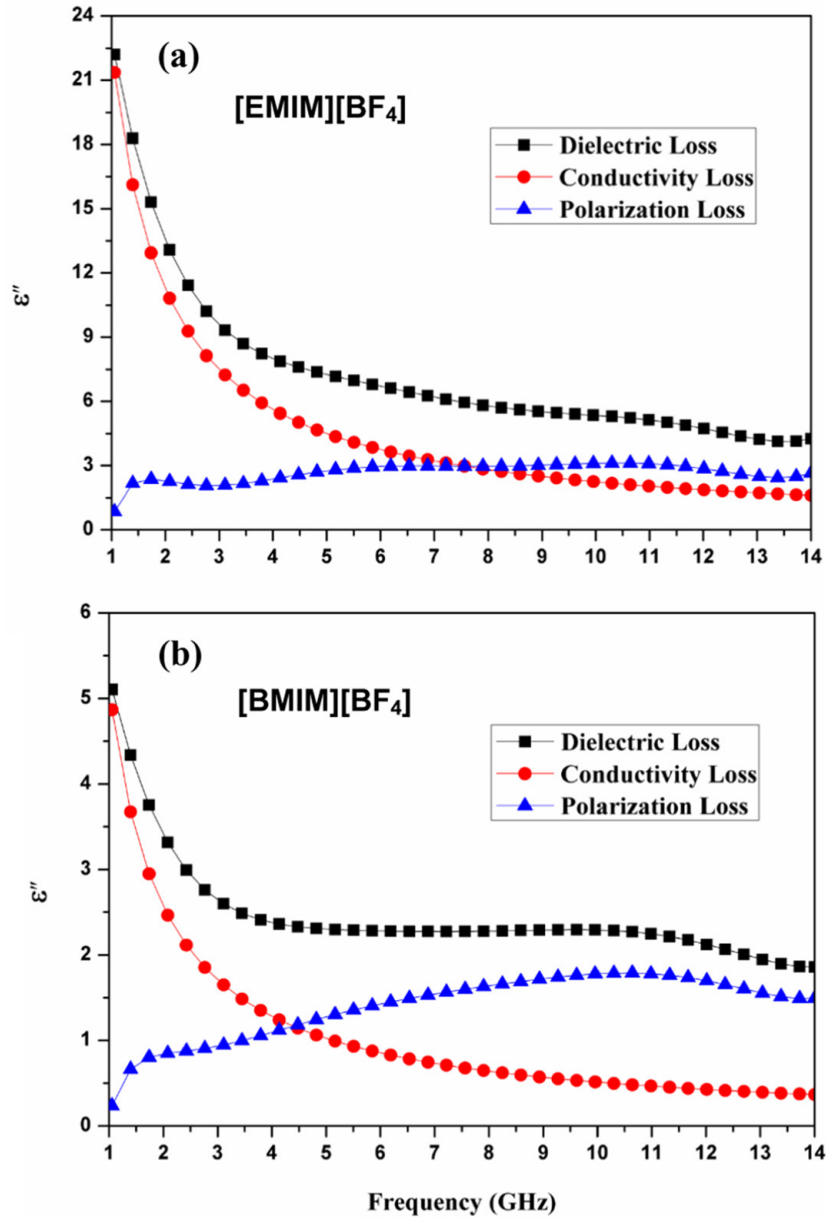 (a)
[EMIM][BF4]
Dielectric Loss
Conductivity Loss
Polarization Loss
24
21
18
15
12
9
6
3
0
ε″
1 2 3 4 5 6 7 8 9 10 11 12 13 14
(b)
[BMIM][BF4]
Dielectric Loss
Conductivity Loss
Polarization Loss
6
5
4
3
2
1
0
ε″
1 2 3 4 5 6 7 8 9 10 11 12 13 14
Frequency (GHz)